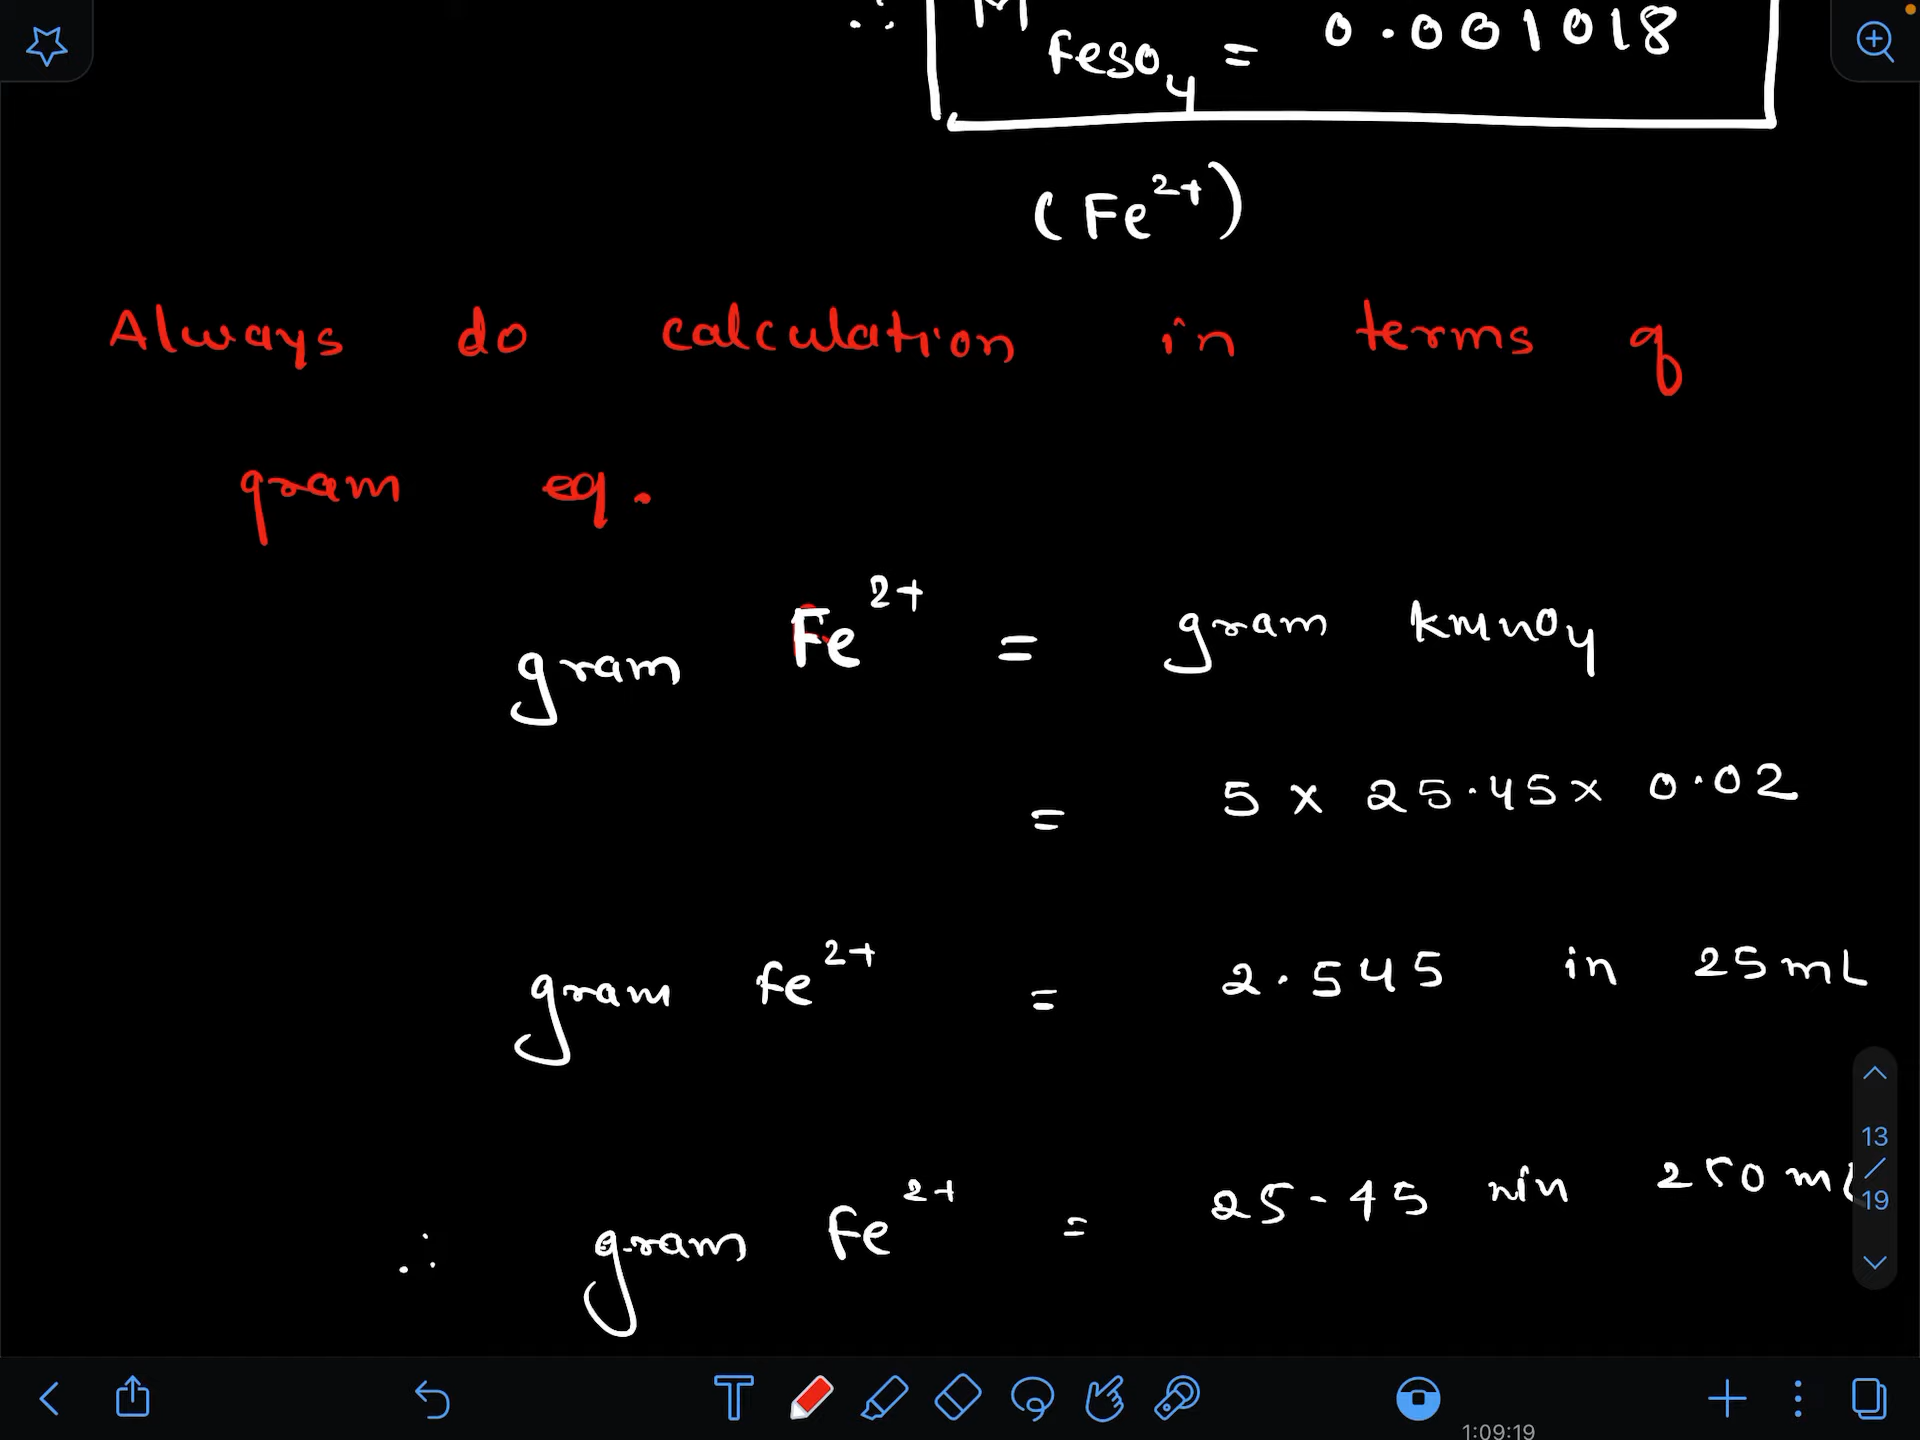 ∴ M FeSO4 = 0.001018
(Fe2+)
Always do calculation in terms of
gram eq.
gram Fe2+ = gram KMnO4
= 5 x 25.45 x 0.02
gram Fe2+ = 2.545 in 25mL
∴ gram Fe2+ = 25.45 in 250 mL
13
/
19
T
1:09:19